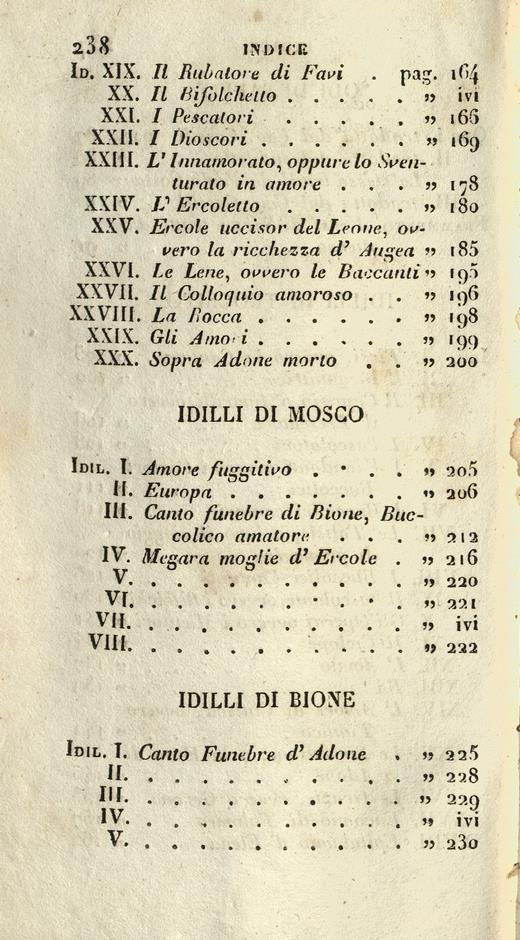 238 INDICE
ID. XIX. Il Rubatore di Favi . pag. 164
XX. Il Bifolchetto . . . . . „ ivi
XXI. I Pescatori . . . . . „ 166
XXII. I Dioscori . . . . . . „ 169
XXIII. L' Innamorato, oppure lo Sven-
turato in amore . . . „ 178
XXIV. L' Ercoletto . . . . . „ 180
XXV. Ercole uccisor del Leone, ov-
vero la ricchezza d' Augea „ 185
XXVI. Le Lene, ovvero le Baccanti „ 195
XXVII. Il Colloquio amoroso . . „ 196
XXVIII. La Rocca . . . . . . „ 198
XXIX. Gli Amori . . . . . . „ 199
XXX. Sopra Adone morto . . „ 200
IDILLI DI MOSCO
IDIL. I. Amore fuggitivo . . . . „ 205
II. Europa . . . . . . . „ 206
III. Canto funebre di Bione, Buc-
colico amatore . . . „ 212
IV. Megara moglie d' Ercole . „ 216
V. . . . . . . . . . . „ 220
VI. . . . . . . . . . . „ 221
VII. . . . . . . . . . . „ ivi
VIII. . . . . . . . . . . „ 222
IDILLI DI BIONE
IDIL. I. Canto Funebre d' Adone . „ 225
II. . . . . . . . . . . „ 228
III. . . . . . . . . . . „ 229
IV. . . . . . . . . . . „ ivi
V. . . . . . . . . . . „ 230